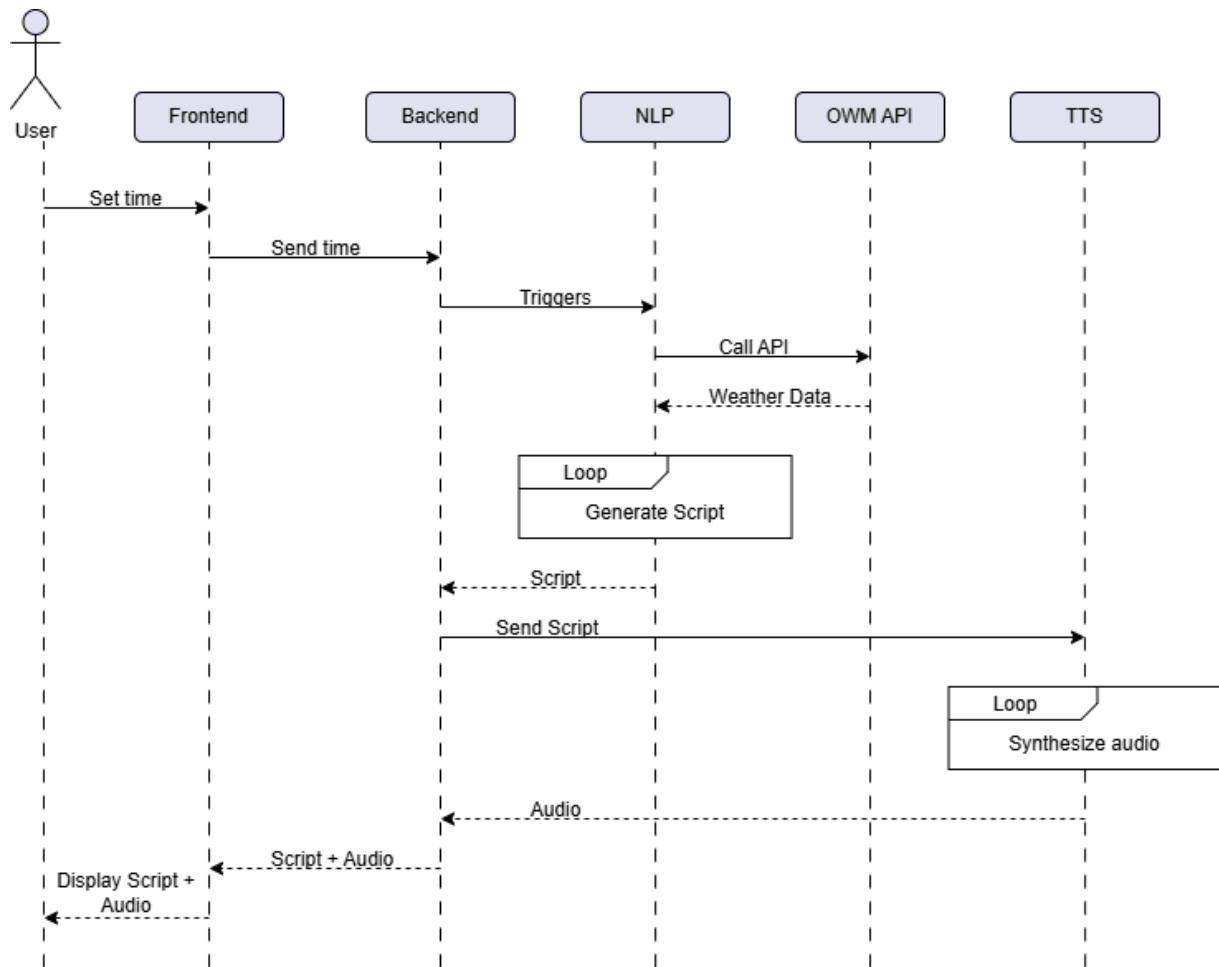 User
Frontend
Backend
NLP
OWM API
TTS
Set time
Send time
Triggers
Call API
Weather Data
Loop
Generate Script
Script
Send Script
Loop
Synthesize audio
Audio
Script + Audio
Display Script +
Audio